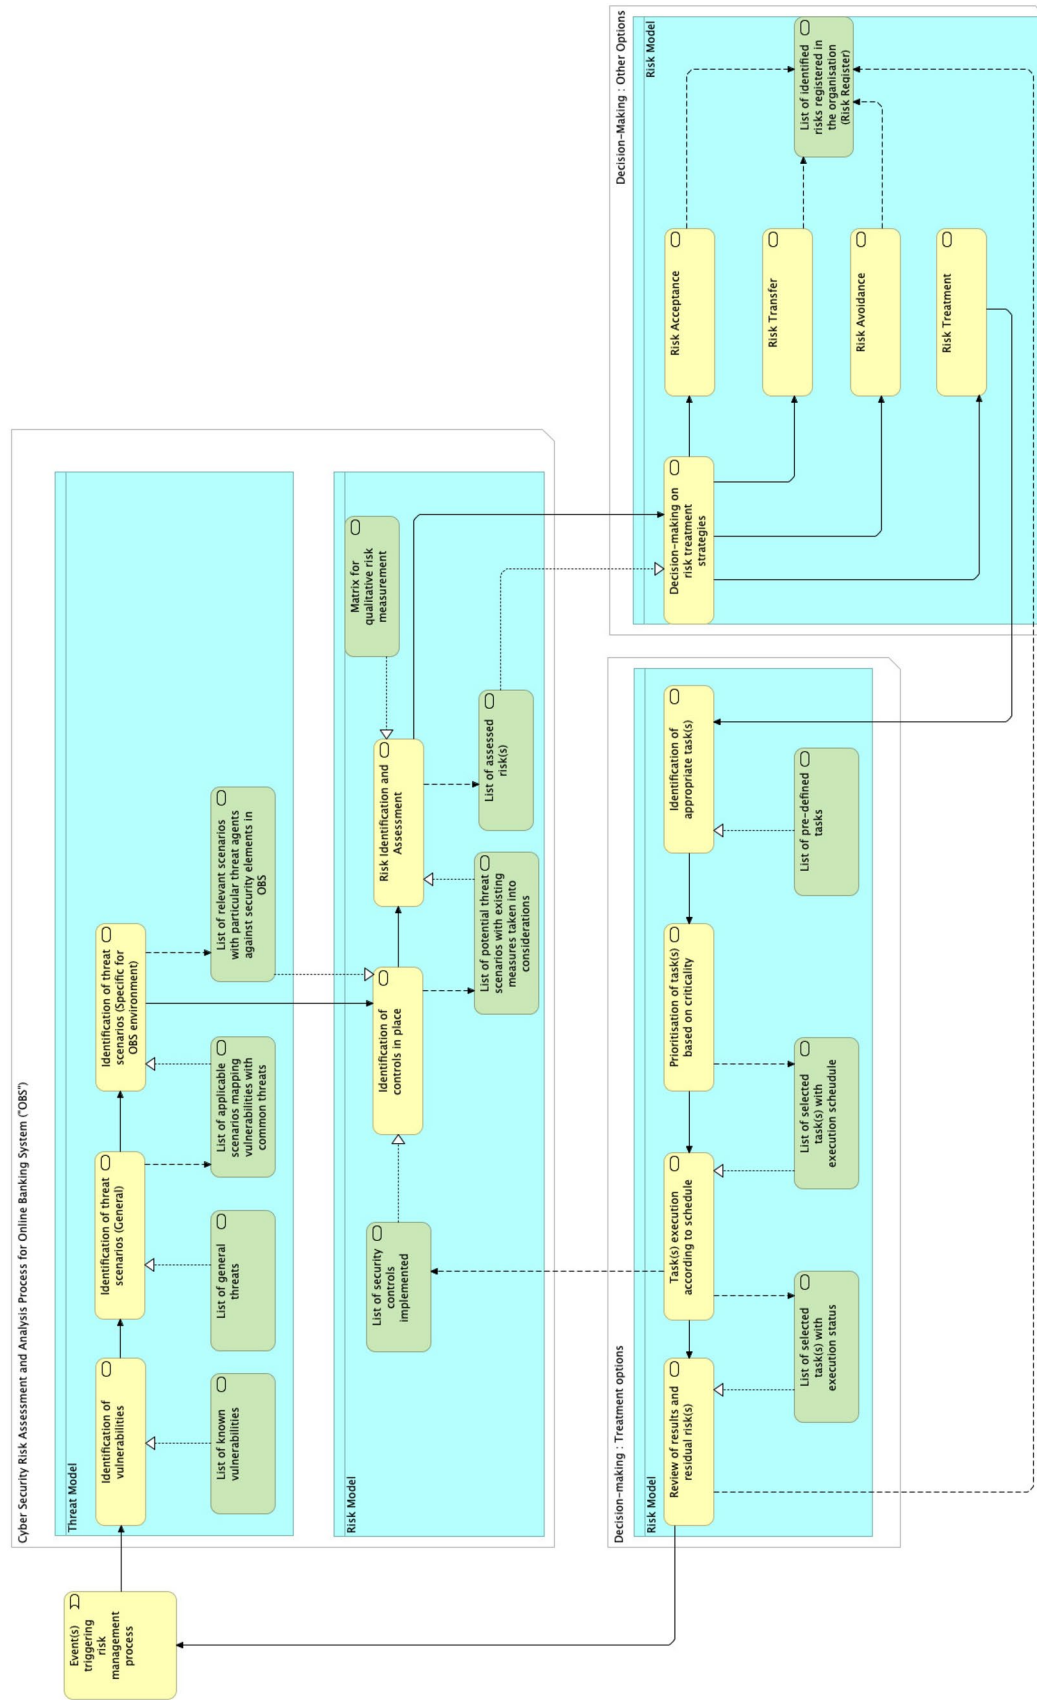 Cyber Security Risk Assessment and Analysis Process for Online Banking System ("OBS")
Threat Model
Event(s)
triggering
risk
management
process
Identification of
vulnerabilities
Identification of threat
scenarios (General)
Identification of threat
scenarios (Specific for
OBS environment)
List of known
vulnerabilities
List of general
threats
List of applicable
scenarios mapping
vulnerabilities with
common threats
List of relevant scenarios
with particular threat agents
against security elements in
OBS
Risk Model
List of security
controls
implemented
Identification of
controls in place
Risk Identification and
Assessment
Matrix for
qualitative risk
measurement
List of potential threat
scenarios with existing
measures taken into
considerations
List of assessed
risk(s)
Decision-making : Treatment options
Risk Model
Review of results and
residual risk(s)
Task(s) execution
according to schedule
Prioritisation of task(s)
based on criticality
Identification of
appropriate task(s)
List of selected
task(s) with
execution status
List of selected
task(s) with
execution scheudule
List of pre-defined
tasks
Decision-Making : Other Options
Risk Model
Decision-making on
risk treatment
strategies
Risk Acceptance
Risk Transfer
Risk Avoidance
Risk Treatment
List of identified
risks registered in
the organisation
(Risk Register)